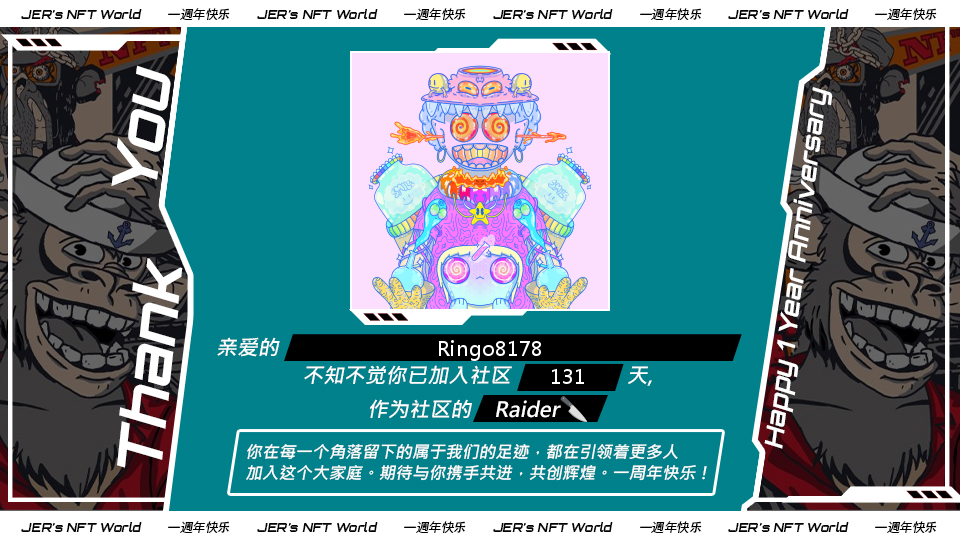 JER's NFT World 一週年快乐 JER's NFT World 一週年快乐 JER's NFT World 一週年快乐 JER's NFT World 一週年快乐
Thank You
亲爱的 Ringo8178
不知不觉你已加入社区 131 天,
作为社区的 Raider🔪
你在每一个角落留下的属于我们的足迹，都在引领着更多人
加入这个大家庭。期待与你携手共进，共创辉煌。一周年快乐！
Happy 1 Year Anniversary
JER's NFT World 一週年快乐 JER's NFT World 一週年快乐 JER's NFT World 一週年快乐 JER's NFT World 一週年快乐